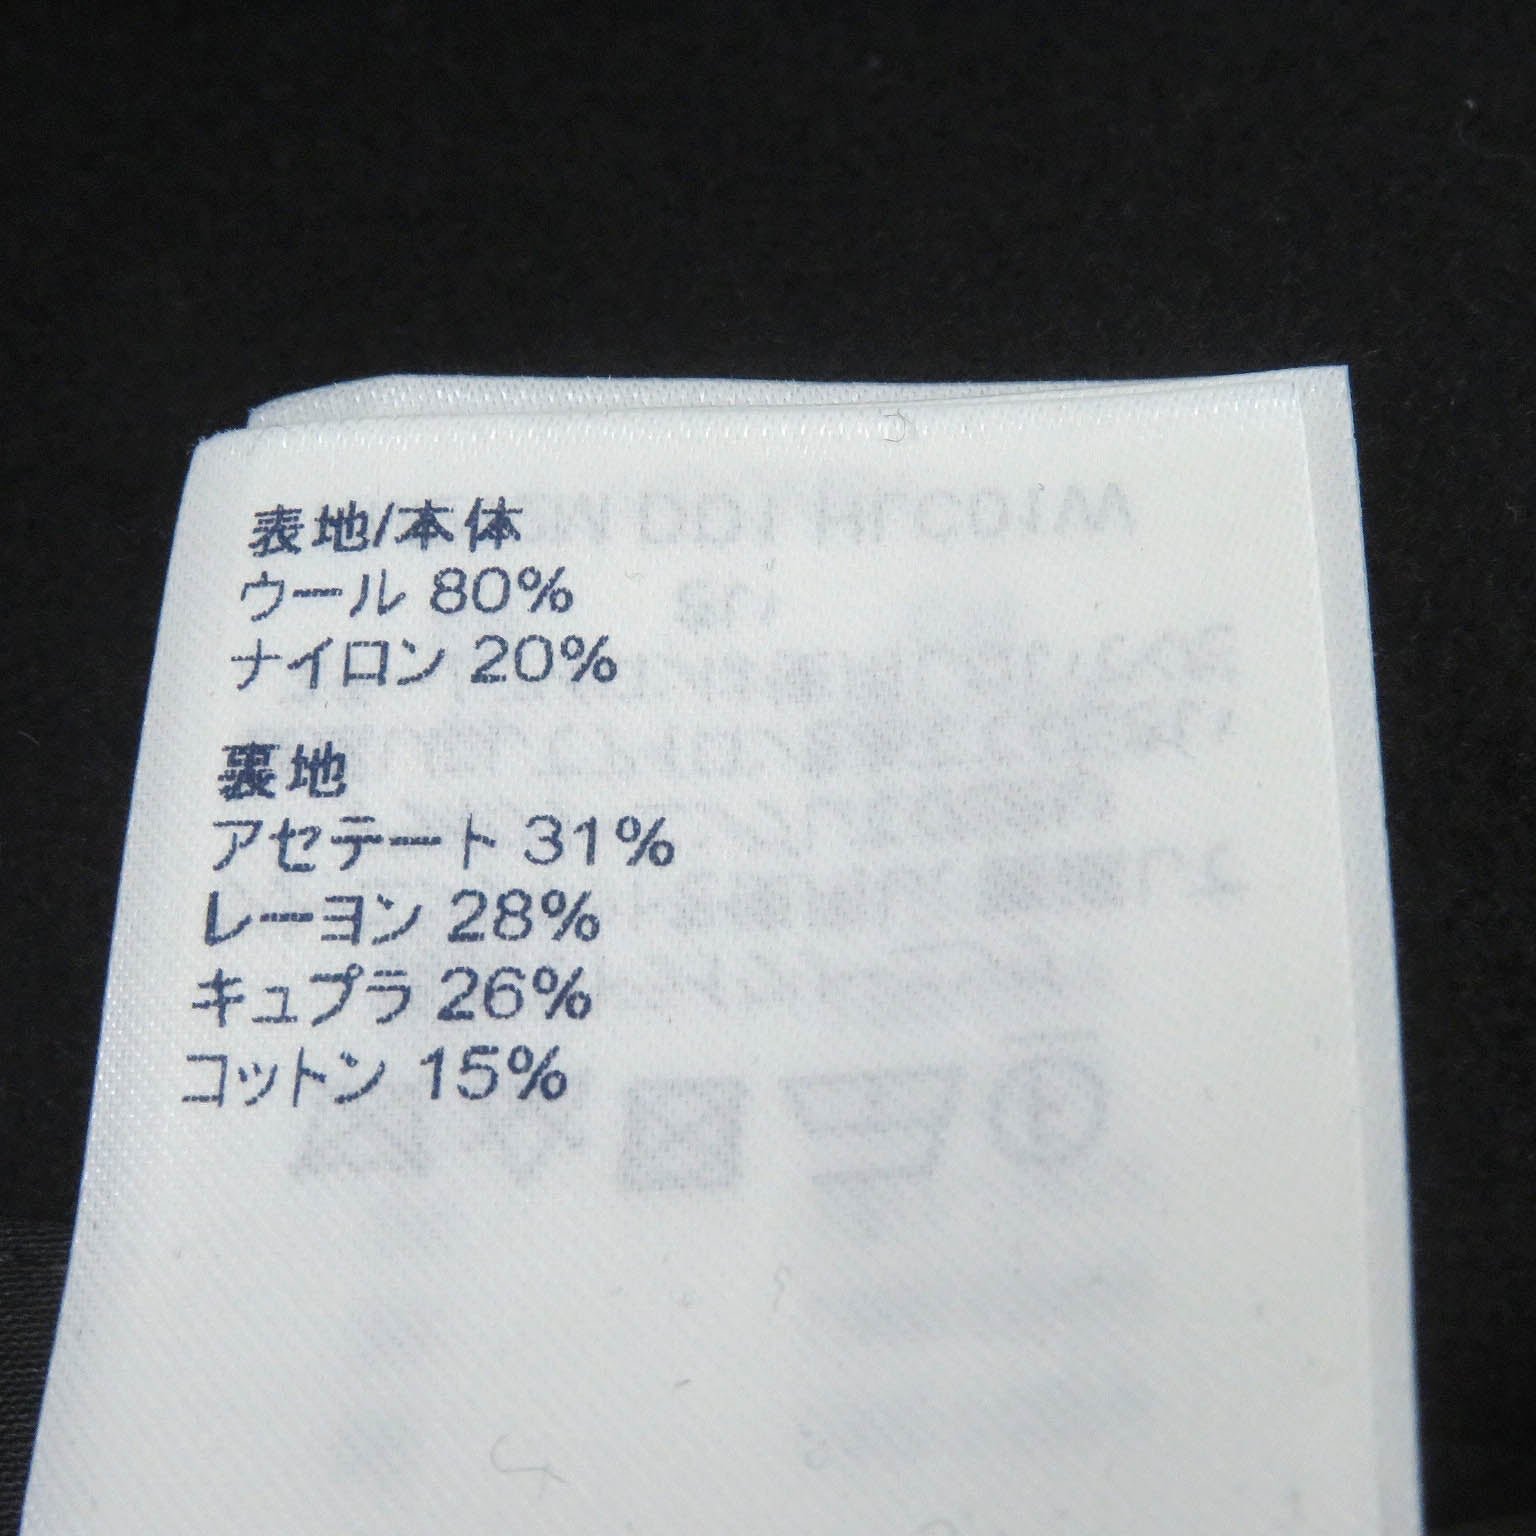 表地/本体
ウール 80%
ナイロン 20%
裏地
アセテート 31%
レーヨン 28%
キュプラ 26%
コットン 15%